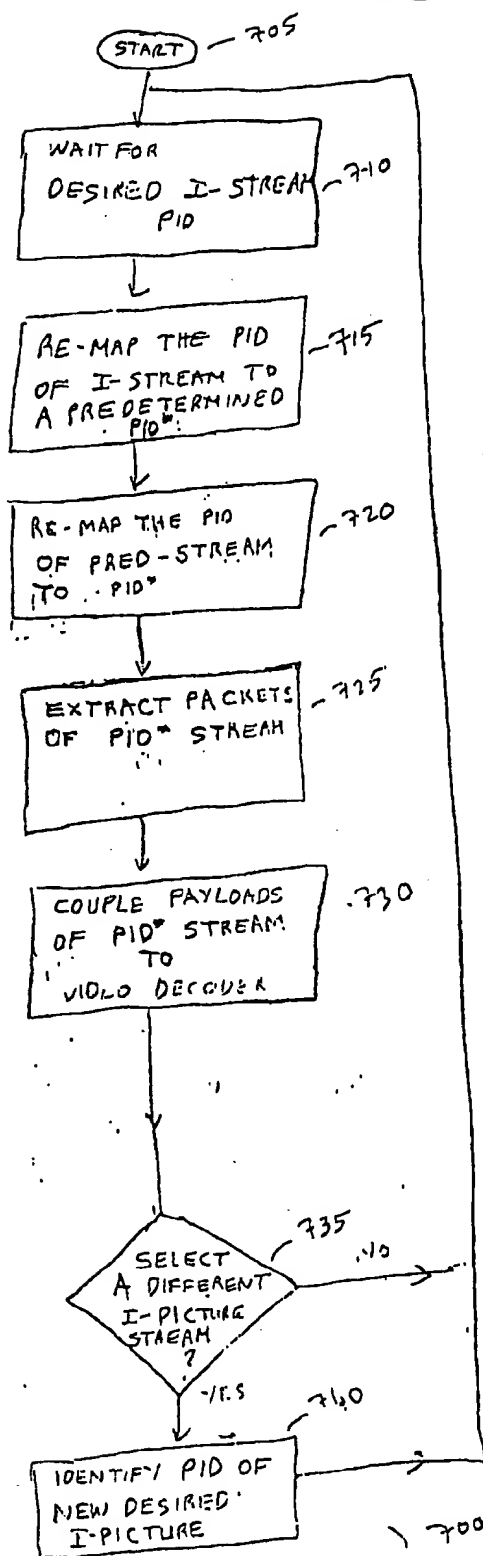 START
705
WAIT FOR
DESIRED I-STREAM
PID
710
RE-MAP THE PID
OF I-STREAM TO
A PREDETERMINED
PID*
715
RE-MAP THE PID
OF PRED-STREAM
TO PID*
720
EXTRACT PACKETS
OF PID* STREAM
725
COUPLE PAYLOADS
OF PID* STREAM
TO
VIDEO DECODER
730
SELECT
A DIFFERENT
I-PICTURE
STREAM
?
735
NO
YES
740
IDENTIFY PID OF
NEW DESIRED
I-PICTURE
700